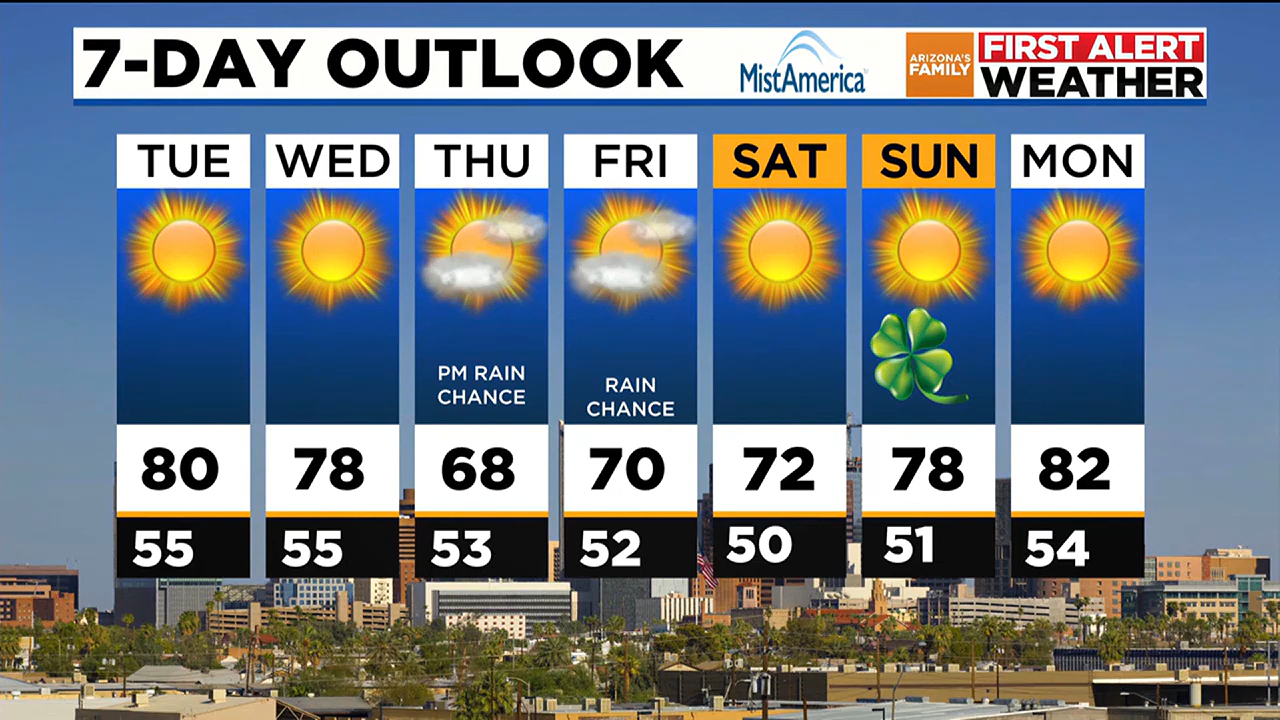 7-DAY OUTLOOK
MistAmerica
ARIZONA'S
FAMILY
FIRST ALERT
WEATHER
TUE WED THU FRI SAT SUN MON
PM RAIN
CHANCE
RAIN
CHANCE
80 78 68 70 72 78 82
55 55 53 52 50 51 54